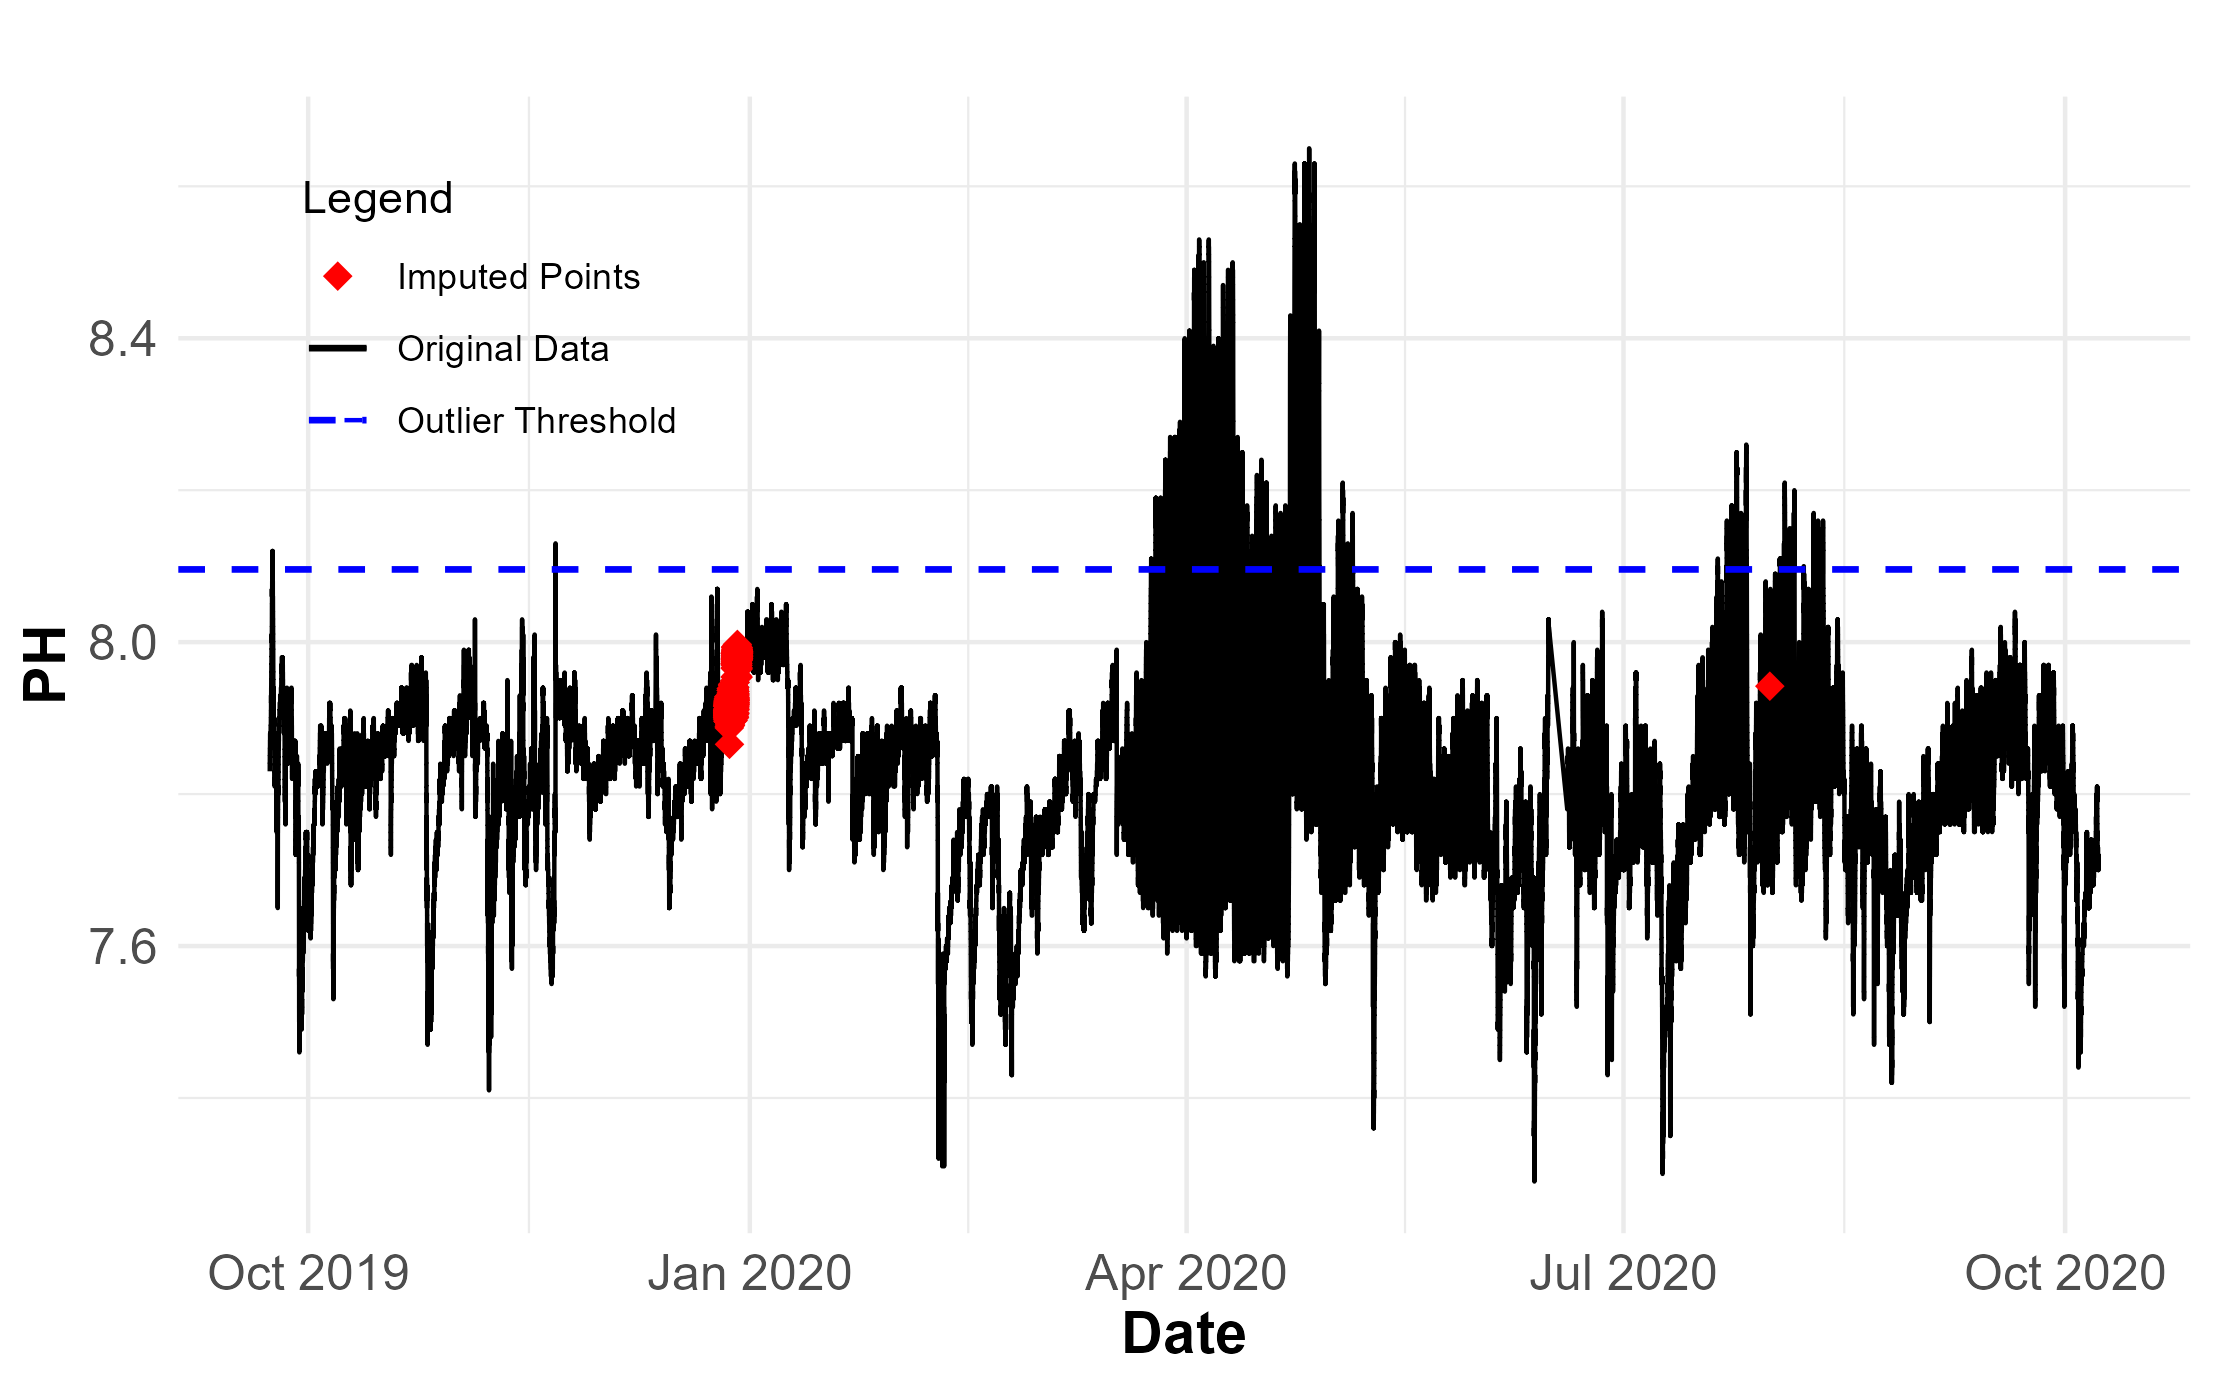 Legend
Imputed Points
Original Data
Outlier Threshold
8.4
8.0
7.6
PH
Oct 2019 Jan 2020 Apr 2020 Jul 2020 Oct 2020
Date